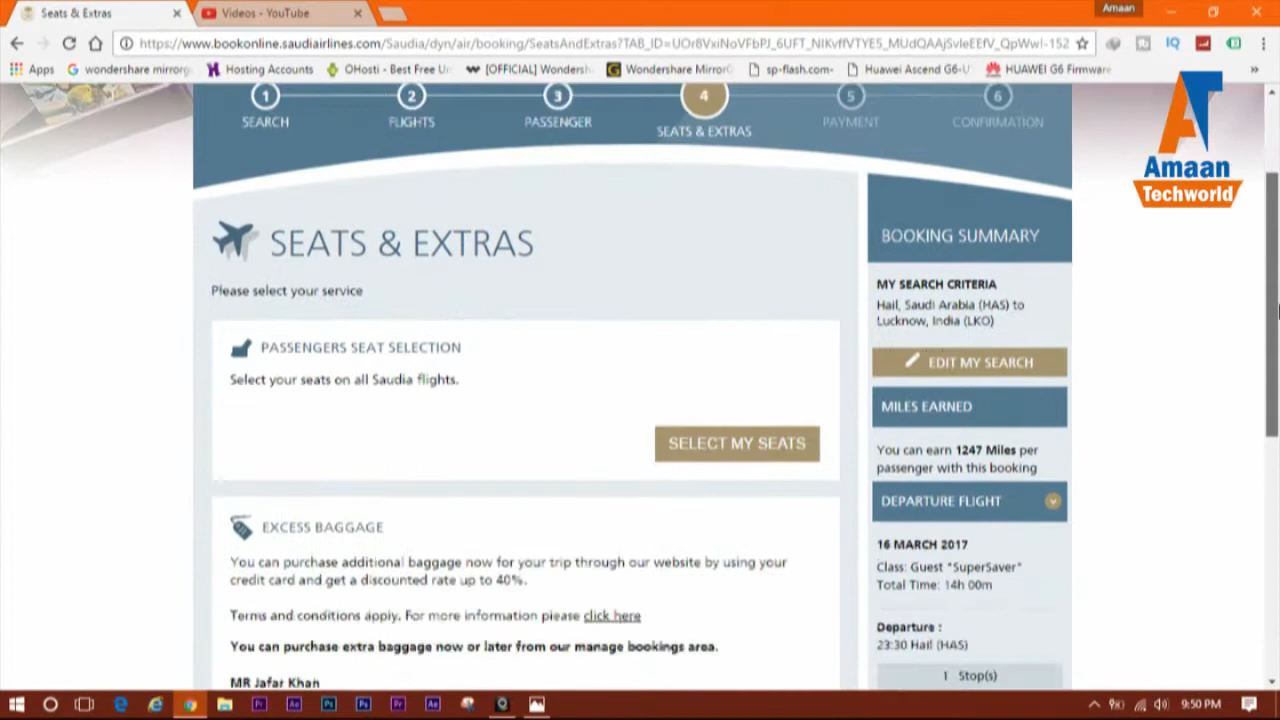 Seats & Extras
Videos - YouTube
Amaan
https://www.bookonline.saudiairlines.com/Saudia/dyn/air/booking/SeatsAndExtras?TAB_ID=
Apps
wondershare mirrorg
Hosting Accounts
OHosti - Best Free Un
[OFFICIAL] Wondersh
Wondershare MirrorG
sp-flash.com-
Huawei Ascend G6-U
HUAWEI G6 Firmware
1
2
3
4
5
6
SEARCH
FLIGHTS
PASSENGER
SEATS & EXTRAS
PAYMENT
CONFIRMATION
AT
Amaan
Techworld
SEATS & EXTRAS
Please select your service
PASSENGERS SEAT SELECTION
Select your seats on all Saudia flights.
SELECT MY SEATS
EXCESS BAGGAGE
You can purchase additional baggage now for your trip through our website by using your
credit card and get a discounted rate up to 40%.
Terms and conditions apply. For more information please click here
You can purchase extra baggage now or later from our manage bookings area.
MR Jafar Khan
BOOKING SUMMARY
MY SEARCH CRITERIA
Hail, Saudi Arabia (HAS) to
Lucknow, India (LKO)
EDIT MY SEARCH
MILES EARNED
You can earn 1247 Miles per
passenger with this booking
DEPARTURE FLIGHT
16 MARCH 2017
Class: Guest "SuperSaver"
Total Time: 14h 00m
Departure :
23:30 Hail (HAS)
1 Stop(s)
9:50 PM